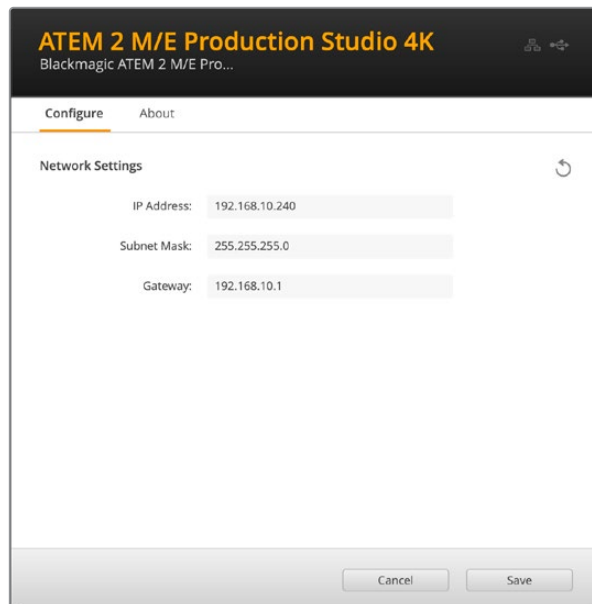 ATEM 2 M/E Production Studio 4K
Blackmagic ATEM 2 M/E Pro...
Configure About
Network Settings
IP Address: 192.168.10.240
Subnet Mask: 255.255.255.0
Gateway: 192.168.10.1
Cancel Save